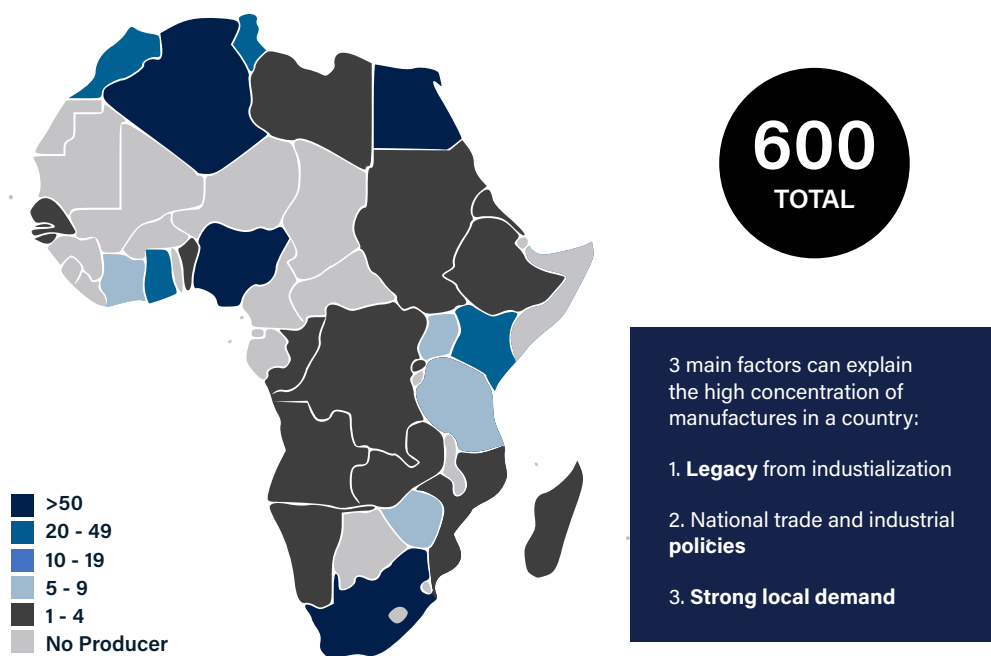 600
TOTAL
3 main factors can explain
the high concentration of
manufactures in a country:
1. Legacy from industialization
2. National trade and industrial
policies
3. Strong local demand
>50
20 - 49
10 - 19
5 - 9
1 - 4
No Producer